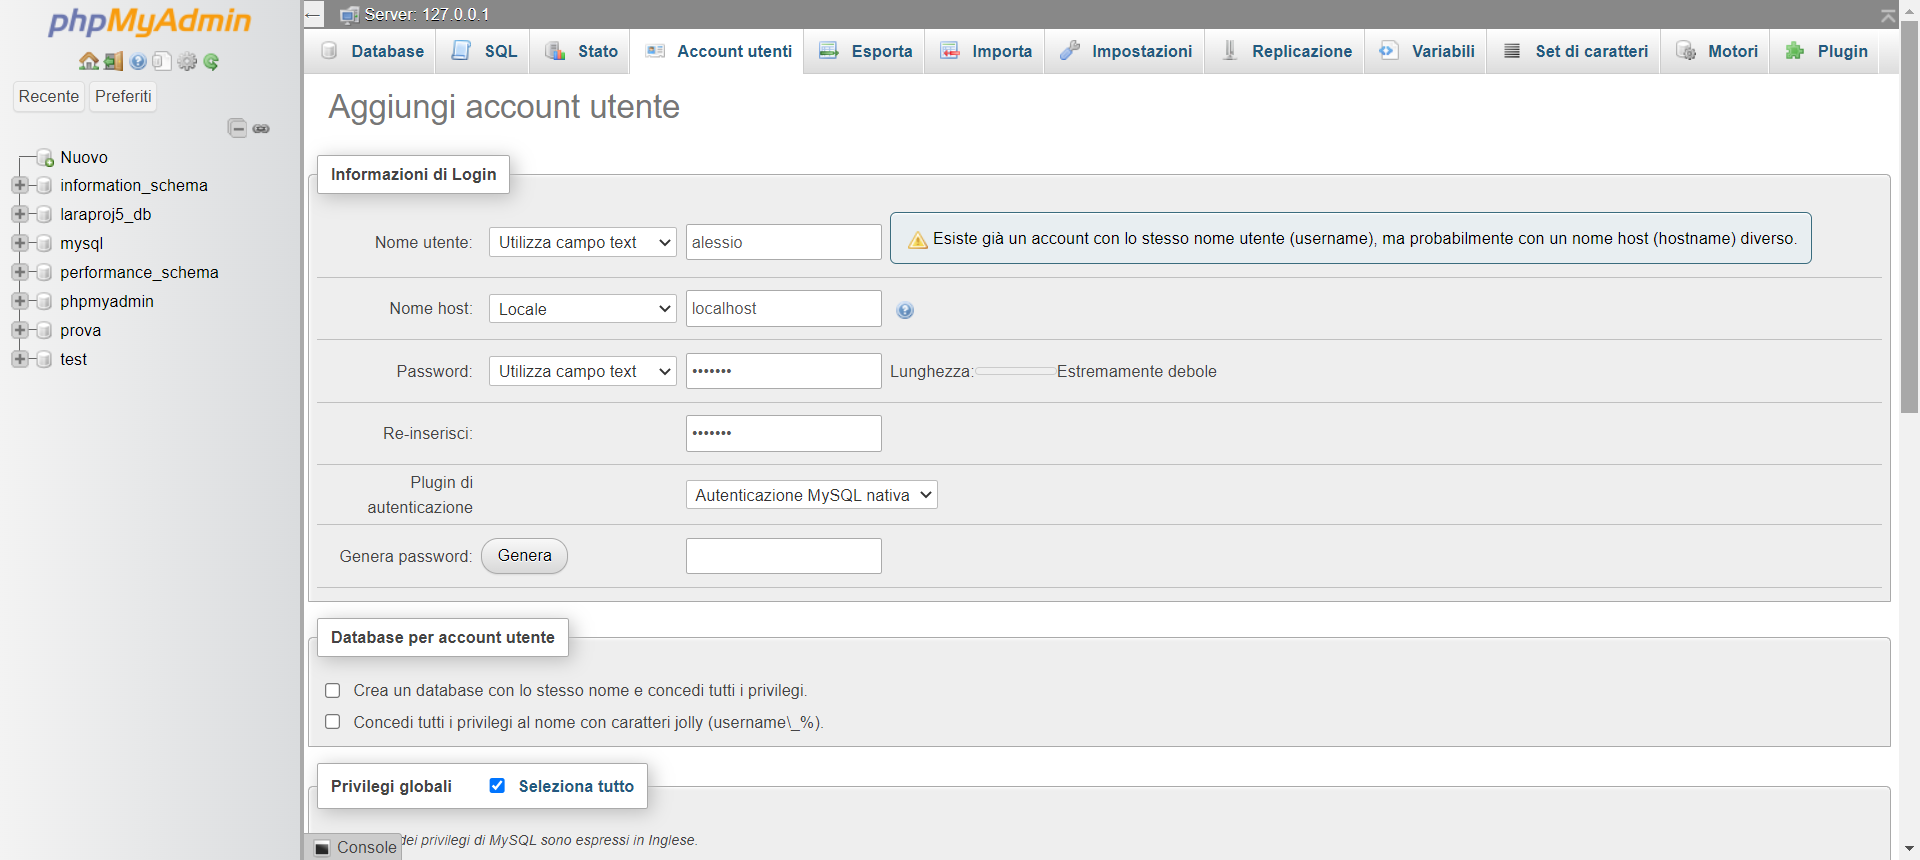 phpMyAdmin
Recente Preferiti
Nuovo
information_schema
laraproj5_db
mysql
performance_schema
phpmyadmin
prova
test
Server: 127.0.0.1
Database SQL Stato Account utenti Esporta Importa Impostazioni Replicazione Variabili Set di caratteri Motori Plugin
Aggiungi account utente
Informazioni di Login
Nome utente: Utilizza campo text alessio Esiste già un account con lo stesso nome utente (username), ma probabilmente con un nome host (hostname) diverso.
Nome host: Locale localhost
Password: Utilizza campo text ••••••• Lunghezza: Estremamente debole
Re-inserisci: •••••••
Plugin di
autenticazione
Autenticazione MySQL nativa
Genera password: Genera
Database per account utente
Crea un database con lo stesso nome e concedi tutti i privilegi.
Concedi tutti i privilegi al nome con caratteri jolly (username\_%).
Privilegi globali Seleziona tutto
dei privilegi di MySQL sono espressi in Inglese.
Console